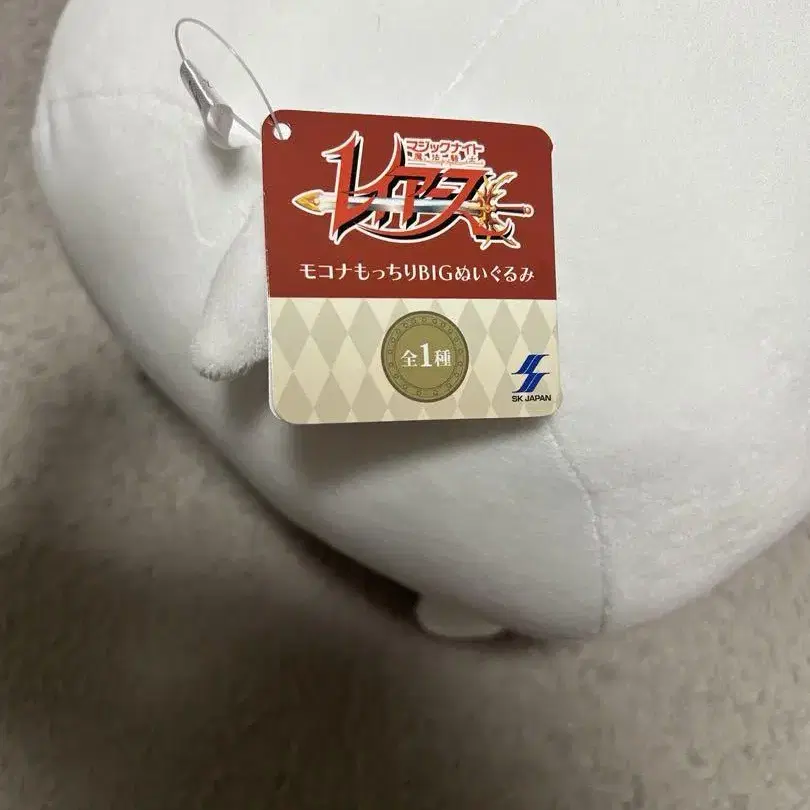 マジックナイト
魔法騎士
レイアース
モコナもっちりBIGぬいぐるみ
全1種
SK JAPAN